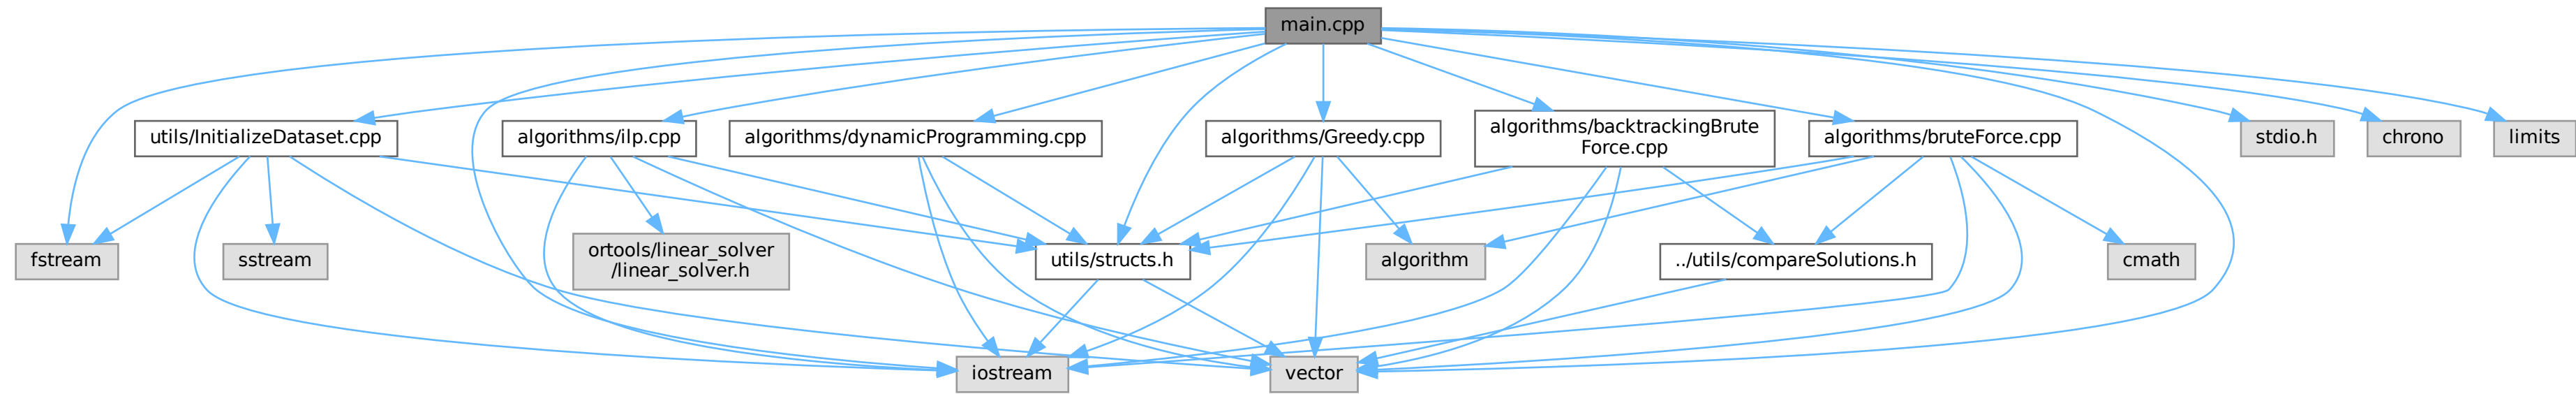 main.cpp
utils/InitializeDataset.cpp
algorithms/ilp.cpp
algorithms/dynamicProgramming.cpp
algorithms/Greedy.cpp
algorithms/backtrackingBrute
Force.cpp
algorithms/bruteForce.cpp
stdio.h
chrono
limits
fstream
sstream
ortools/linear_solver
/linear_solver.h
utils/structs.h
algorithm
../utils/compareSolutions.h
cmath
iostream
vector